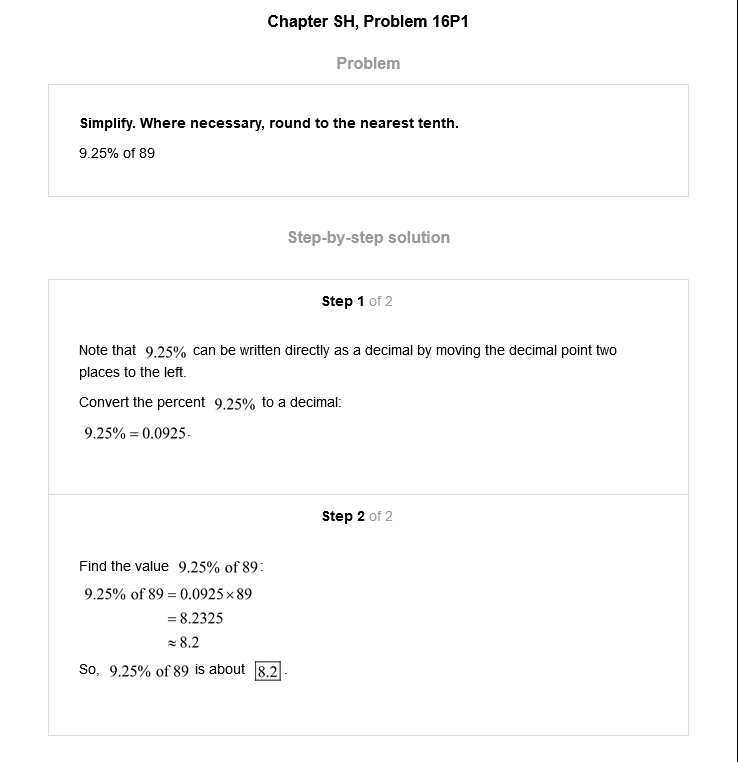 Chapter SH, Problem 16P1
Problem
Simplify. Where necessary, round to the nearest tenth.
9.25% of 89
Step-by-step solution
Step 1 of 2
Note that 9.25% can be written directly as a decimal by moving the decimal point two
places to the left.
Convert the percent 9.25% to a decimal:
9.25% = 0.0925.
Step 2 of 2
Find the value 9.25% of 89:
9.25% of 89 = 0.0925 × 89
= 8.2325
≈ 8.2
So, 9.25% of 89 is about 8.2.